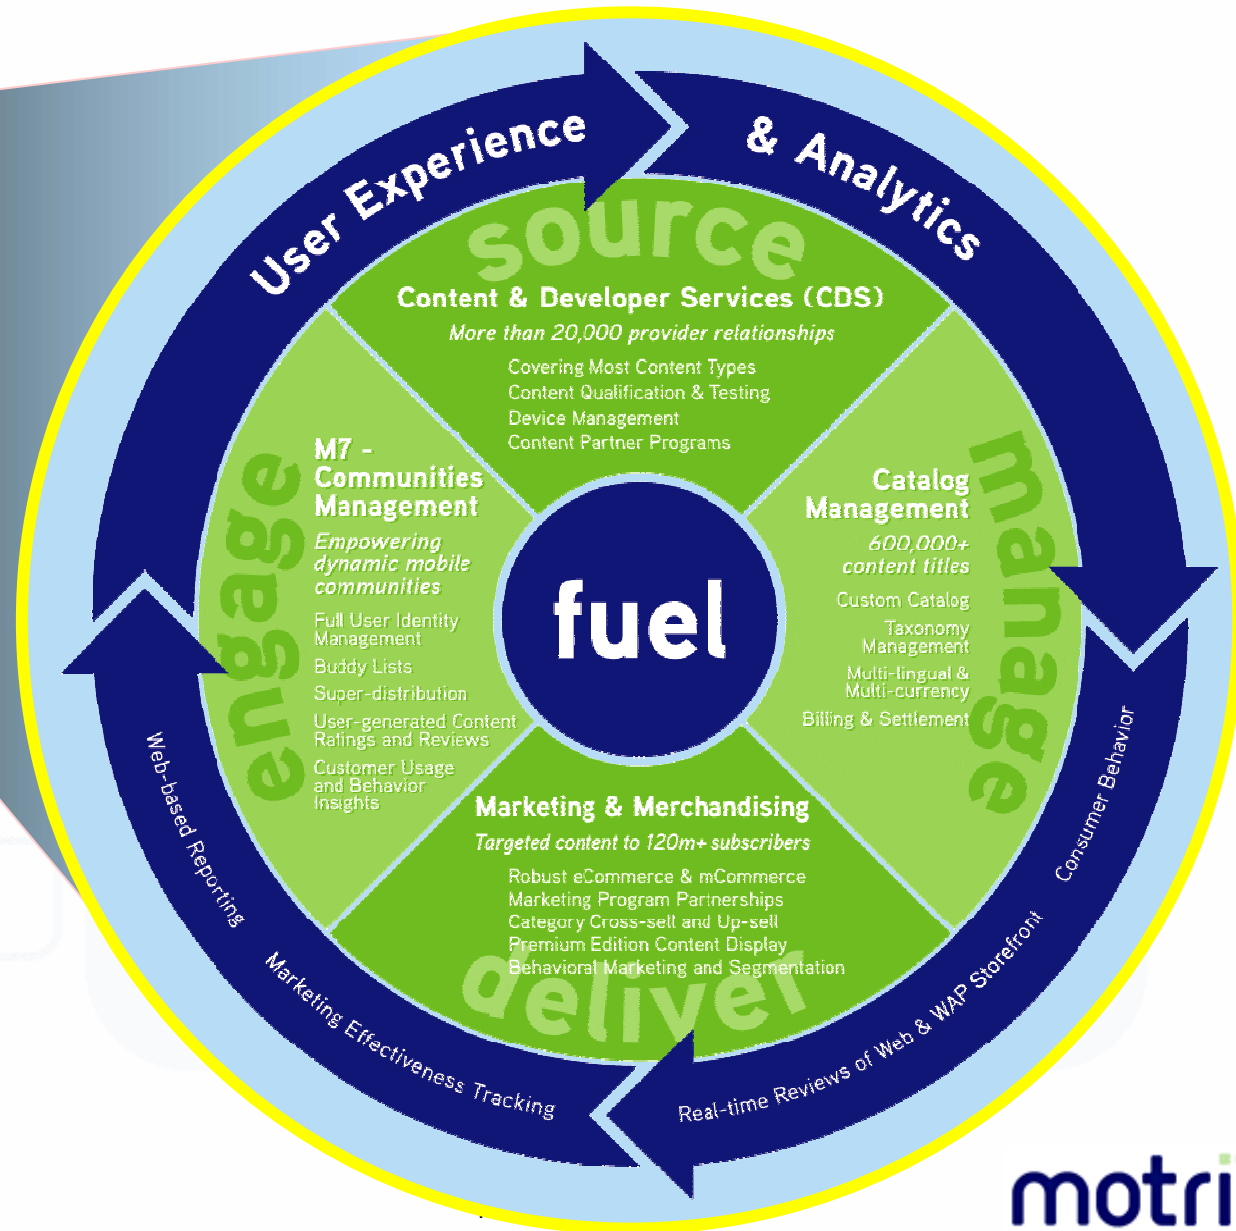 User Experience
& Analytics
source
Content & Developer Services (CDS)
More than 20,000 provider relationships
Covering Most Content Types
Content Qualification & Testing
Device Management
Content Partner Programs
engage
M7 -
Communities
Management
Empowering
dynamic mobile
communities
Full User Identity
Management
Buddy Lists
Super-distribution
User-generated Content
Ratings and Reviews
Customer Usage
and Behavior
Insights
fuel
manage
Catalog
Management
600,000+
content titles
Custom Catalog
Taxonomy
Management
Multi-lingual &
Multi-currency
Billing & Settlement
Marketing & Merchandising
Targeted content to 120m+ subscribers
Robust eCommerce & mCommerce
Marketing Program Partnerships
Category Cross-sell and Up-sell
Premium Edition Content Display
Behavioral Marketing and Segmentation
deliver
Consumer Behavior
Real-time Reviews of Web & WAP Storefront
Marketing Effectiveness Tracking
Web-based Reporting
motri